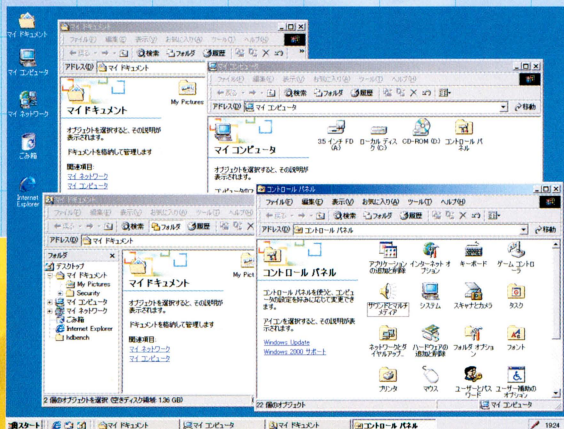 マイ ドキュメント
マイ コンピュータ
マイ ネットワーク
ごみ箱
Internet
Explorer
マイ ドキュメント
ファイル(F) 編集(E) 表示(V) お気に入り(A) ツール(T) ヘルプ(H)
戻る 検索 フォルダ 履歴
アドレス(D) マイ ドキュメント
マイ ドキュメント
オブジェクトを選択すると、その説明が
表示されます。
ドキュメントを格納して管理します
関連項目:
マイ ネットワーク
マイ コンピュータ
My Pictures
マイ コンピュータ
ファイル(F) 編集(E) 表示(V) お気に入り(A) ツール(T) ヘルプ(H)
戻る 検索 フォルダ 履歴
アドレス(D) マイ コンピュータ 移動
マイ コンピュータ
オブジェクトを選択すると、その説明が
表示されます。
3.5 インチ FD
(A)
ローカル ディス
ク (C)
CD-ROM (D)
コントロール パ
ネル
マイ ドキュメント
ファイル(F) 編集(E) 表示(V) お気に入り(A) ツール(T) ヘルプ(H)
戻る 検索 フォルダ 履歴
アドレス(D) マイ ドキュメント
フォルダ
デスクトップ
マイ ドキュメント
My Pictures
Security
マイ コンピュータ
マイ ネットワーク
ごみ箱
Internet Explorer
hdbench
マイ ドキュメント
オブジェクトを選択すると、その説明が
表示されます。
ドキュメントを格納して管理します
関連項目:
マイ ネットワーク
マイ コンピュータ
My Pict
2 個のオブジェクトを選択 (空きディスク領域: 1.36 GB)
コントロール パネル
ファイル(F) 編集(E) 表示(V) お気に入り(A) ツール(T) ヘルプ(H)
戻る 検索 フォルダ 履歴
アドレス(D) コントロール パネル 移動
コントロール パネル
コントロール パネルを使うと、コンピュ
ータの設定を好みに応じて変更でき
ます。
アイコンを選択すると、その説明が表
示されます。
Windows Update
Windows 2000 サポート
アプリケーション
の追加と削除
インターネット オ
プション
キーボード
ゲーム コントロ
ーラ
サウンドとマルチ
メディア
システム
スキャナとカメラ
タスク
ネットワークとダ
イヤルアップ...
ハードウェアの
追加と削除
フォルダ オプショ
ン
フォント
プリンタ
マウス
ユーザーとパス
ワード
ユーザー補助の
オプション
22 個のオブジェクト マイ コンピュータ
スタート マイ ドキュメント マイ コンピュータ マイ ドキュメント コントロール パネル 19:24